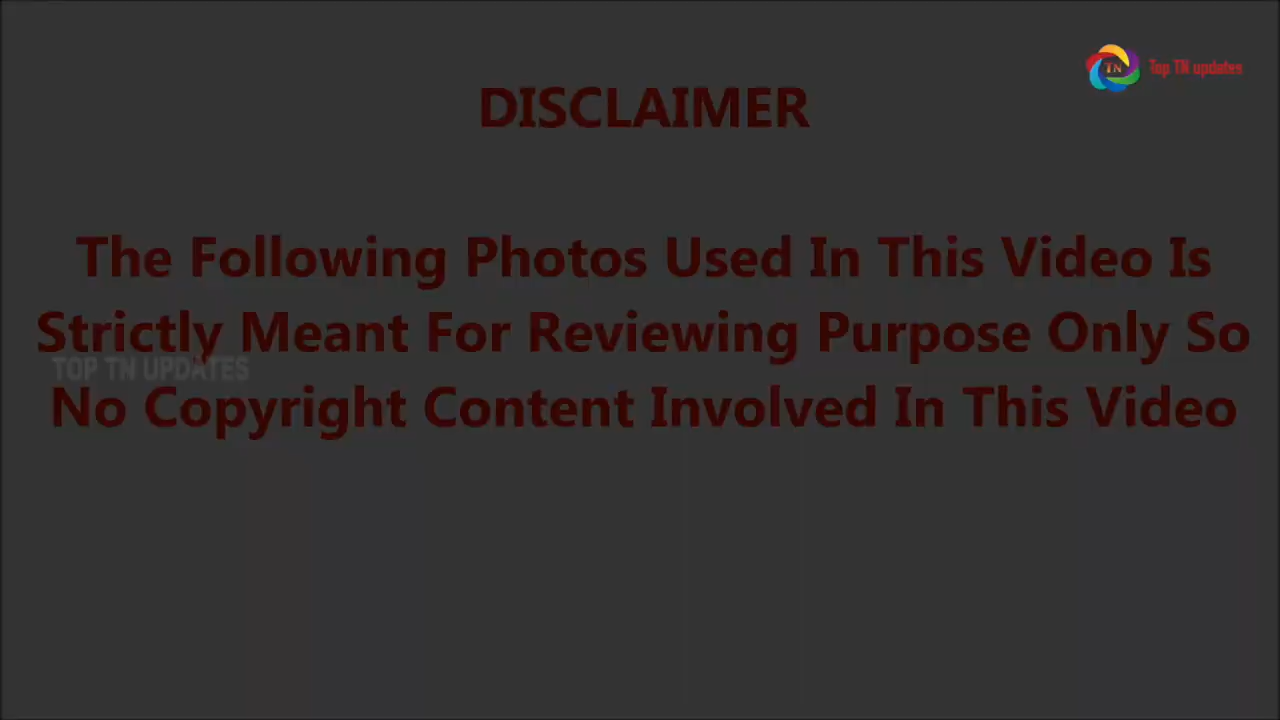 TN Top TN updates
DISCLAIMER
The Following Photos Used In This Video Is
Strictly Meant For Reviewing Purpose Only So
TOP TN UPDATES
No Copyright Content Involved In This Video